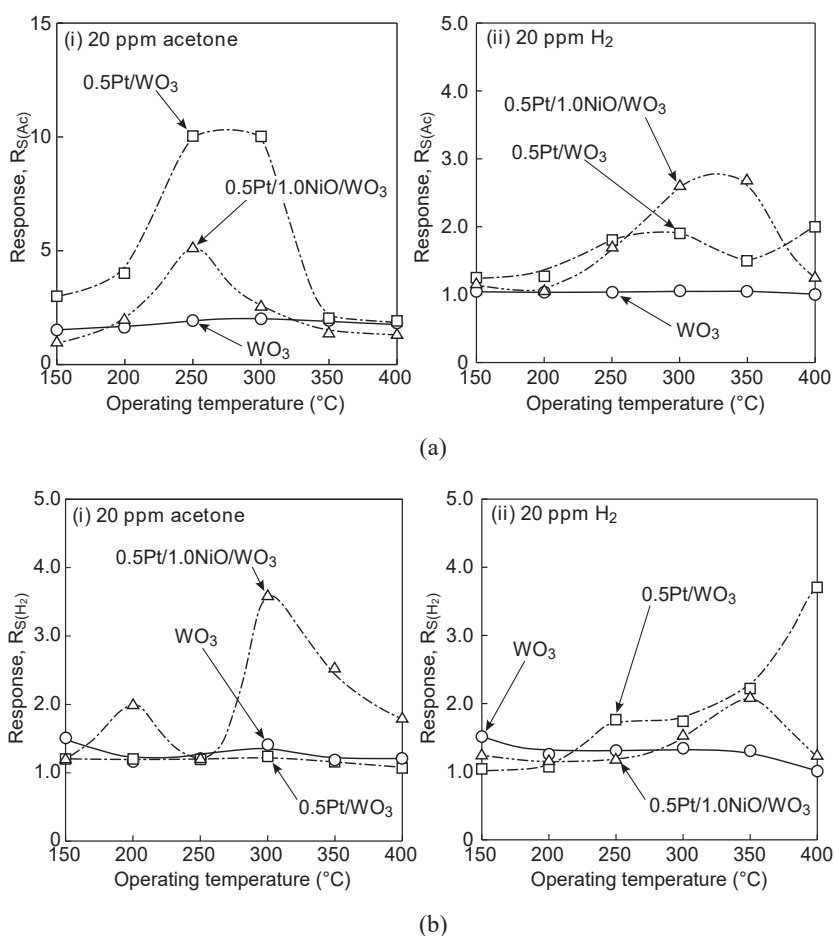 (i) 20 ppm acetone
Response, R_S(Ac)
15
10
5
0
0.5Pt/WO₃
0.5Pt/1.0NiO/WO₃
WO₃
150 200 250 300 350 400
Operating temperature (°C)
(ii) 20 ppm H₂
Response, R_S(Ac)
5.0
4.0
3.0
2.0
1.0
0
0.5Pt/1.0NiO/WO₃
0.5Pt/WO₃
WO₃
150 200 250 300 350 400
Operating temperature (°C)
(a)
(i) 20 ppm acetone
Response, R_S(H₂)
5.0
4.0
3.0
2.0
1.0
0
0.5Pt/1.0NiO/WO₃
WO₃
0.5Pt/WO₃
150 200 250 300 350 400
Operating temperature (°C)
(ii) 20 ppm H₂
Response, R_S(H₂)
5.0
4.0
3.0
2.0
1.0
0
0.5Pt/WO₃
WO₃
0.5Pt/1.0NiO/WO₃
150 200 250 300 350 400
Operating temperature (°C)
(b)